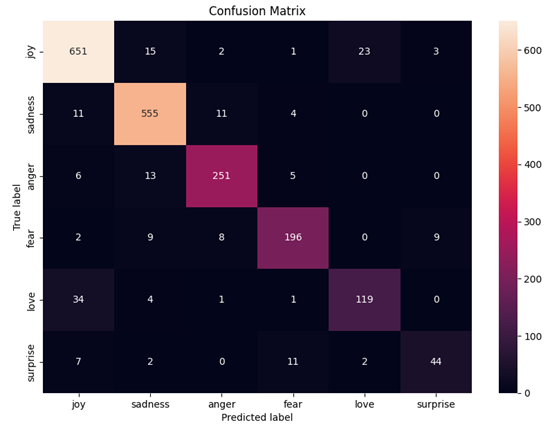 Confusion Matrix
joy 651 15 2 1 23 3
sadness 11 555 11 4 0 0
anger 6 13 251 5 0 0
fear 2 9 8 196 0 9
love 34 4 1 1 119 0
surprise 7 2 0 11 2 44
joy sadness anger fear love surprise
Predicted label
True label
600
500
400
300
200
100
0